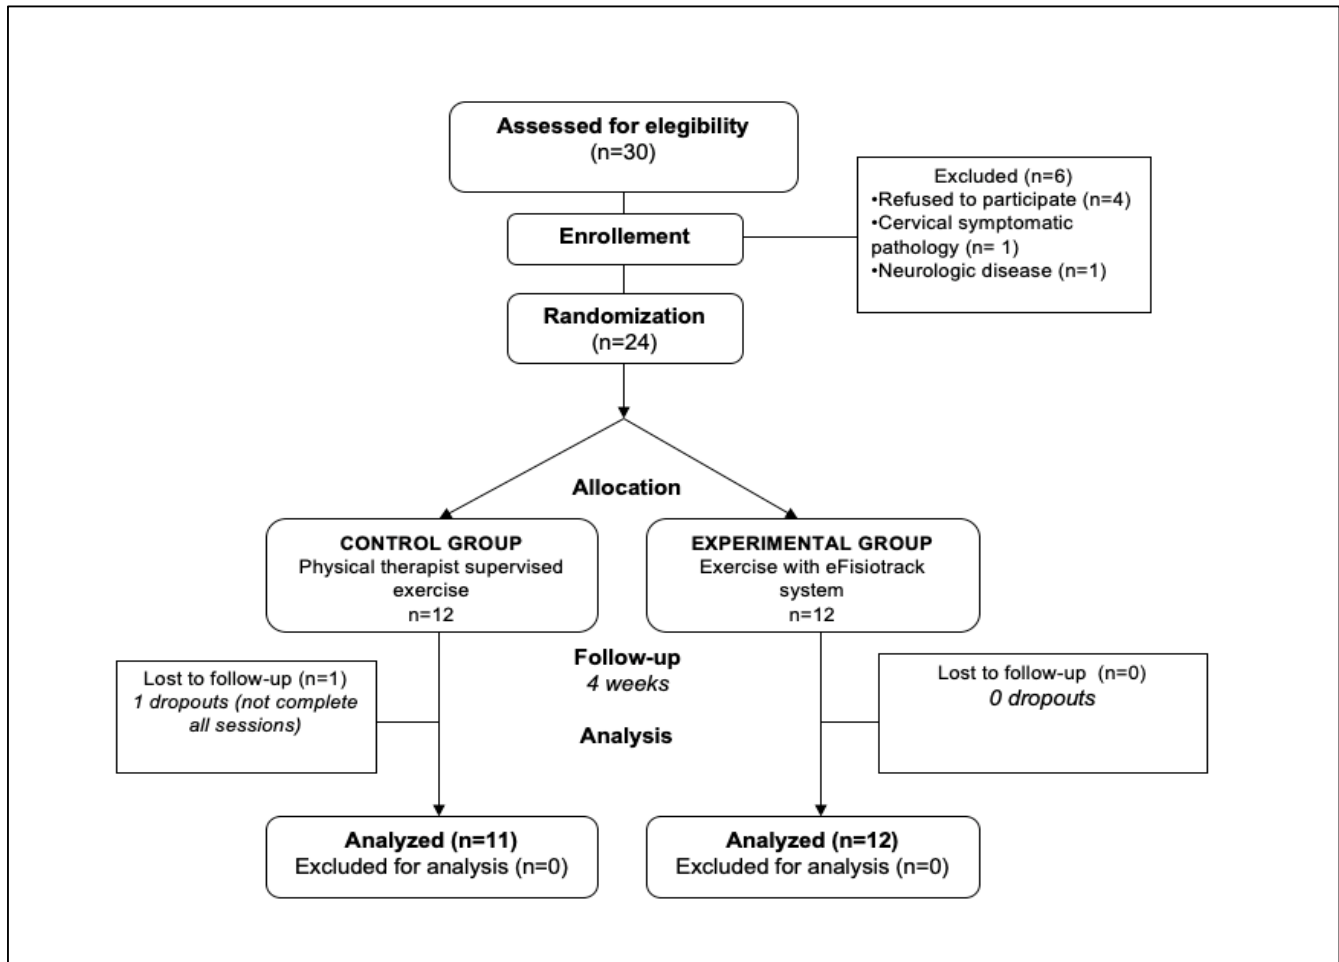 Assessed for elegibility
(n=30)
Excluded (n=6)
•Refused to participate (n=4)
•Cervical symptomatic
pathology (n= 1)
•Neurologic disease (n=1)
Enrollement
Randomization
(n=24)
Allocation
CONTROL GROUP
Physical therapist supervised
exercise
n=12
EXPERIMENTAL GROUP
Exercise with eFisiotrack
system
n=12
Follow-up
4 weeks
Lost to follow-up (n=1)
1 dropouts (not complete
all sessions)
Lost to follow-up (n=0)
0 dropouts
Analysis
Analyzed (n=11)
Excluded for analysis (n=0)
Analyzed (n=12)
Excluded for analysis (n=0)